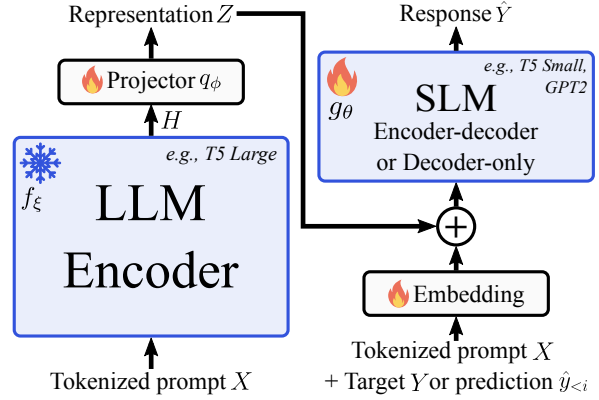 Representation Z
Projector q_ϕ
H
e.g., T5 Large
f_ξ
LLM
Encoder
Tokenized prompt X
Response Ŷ
e.g., T5 Small,
GPT2
g_θ
SLM
Encoder-decoder
or Decoder-only
+
Embedding
Tokenized prompt X
+ Target Y or prediction ŷ_{<i}